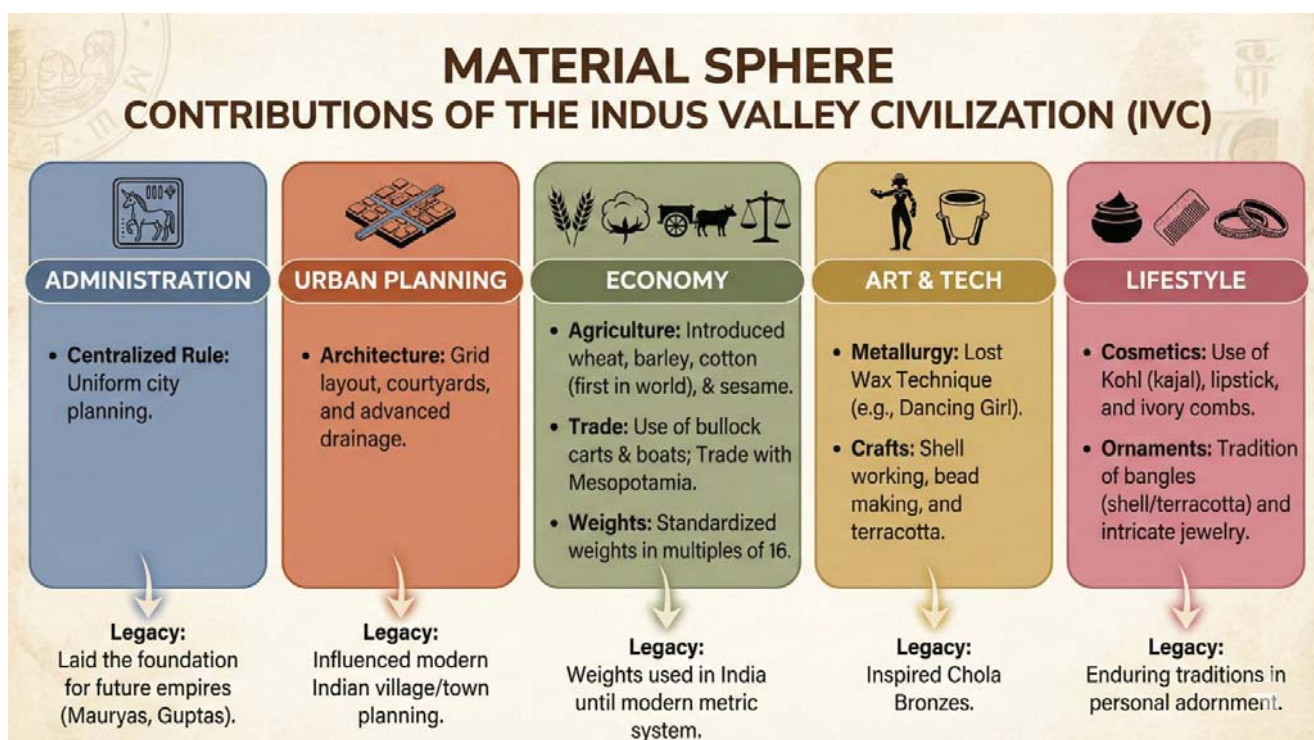 MATERIAL SPHERE
CONTRIBUTIONS OF THE INDUS VALLEY CIVILIZATION (IVC)
ADMINISTRATION
• Centralized Rule:
Uniform city
planning.
Legacy:
Laid the foundation
for future empires
(Mauryas, Guptas).
URBAN PLANNING
• Architecture: Grid
layout, courtyards,
and advanced
drainage.
Legacy:
Influenced modern
Indian village/town
planning.
ECONOMY
• Agriculture: Introduced
wheat, barley, cotton
(first in world), & sesame.
• Trade: Use of bullock
carts & boats; Trade with
Mesopotamia.
• Weights: Standardized
weights in multiples of 16.
Legacy:
Weights used in India
until modern metric
system.
ART & TECH
• Metallurgy: Lost
Wax Technique
(e.g., Dancing Girl).
• Crafts: Shell
working, bead
making, and
terracotta.
Legacy:
Inspired Chola
Bronzes.
LIFESTYLE
• Cosmetics: Use of
Kohl (kajal), lipstick,
and ivory combs.
• Ornaments: Tradition
of bangles
(shell/terracotta) and
intricate jewelry.
Legacy:
Enduring traditions in
personal adornment.